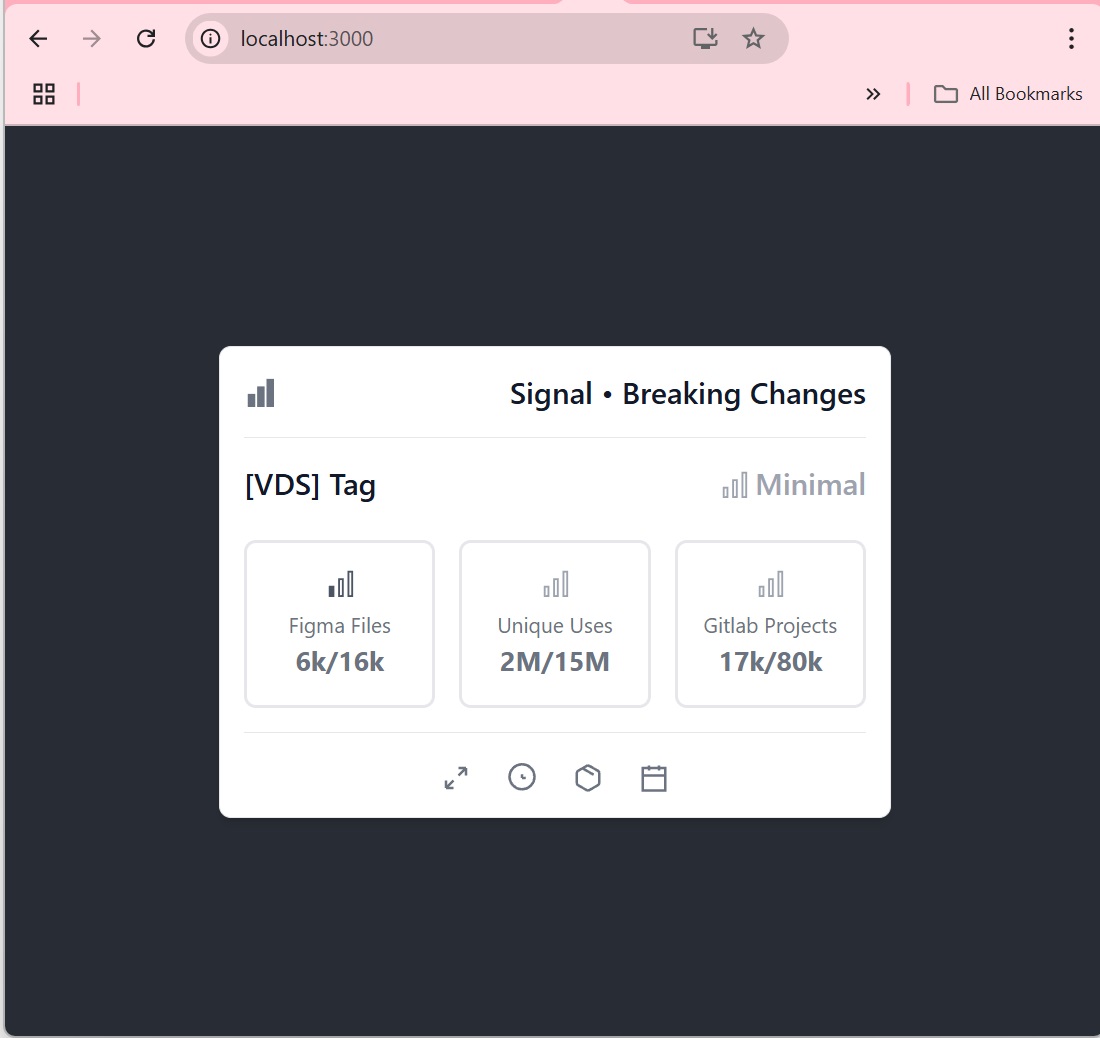 localhost:3000
All Bookmarks
Signal • Breaking Changes
[VDS] Tag
Minimal
Figma Files
6k/16k
Unique Uses
2M/15M
Gitlab Projects
17k/80k